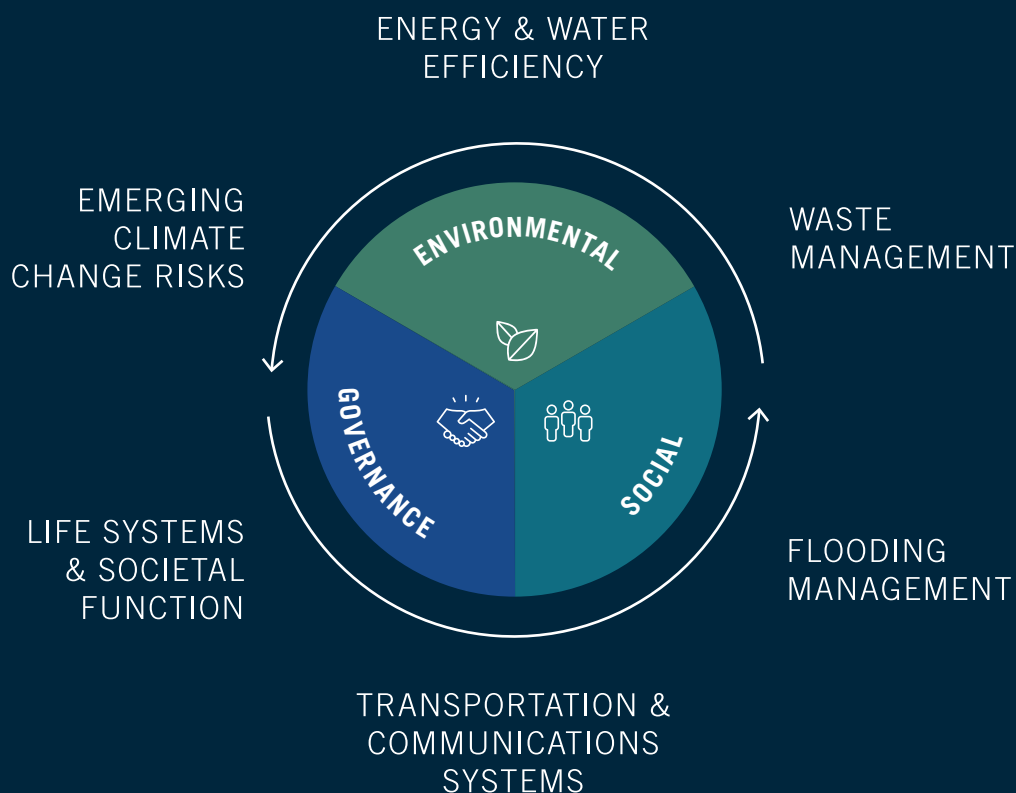 ENERGY & WATER
EFFICIENCY
EMERGING
CLIMATE
CHANGE RISKS
WASTE
MANAGEMENT
ENVIRONMENTAL
GOVERNANCE
SOCIAL
LIFE SYSTEMS
& SOCIETAL
FUNCTION
FLOODING
MANAGEMENT
TRANSPORTATION &
COMMUNICATIONS
SYSTEMS